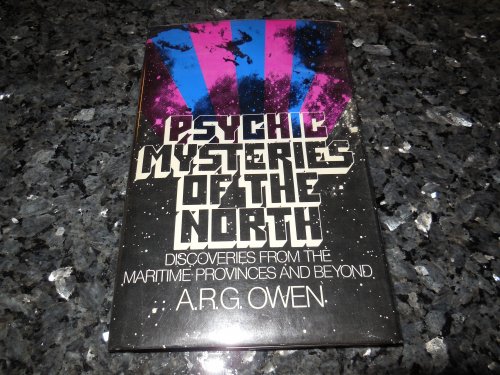 PSYCHIC
MYSTERIES
OF THE
NORTH
DISCOVERIES FROM THE
MARITIME PROVINCES AND BEYOND
A.R.G. OWEN